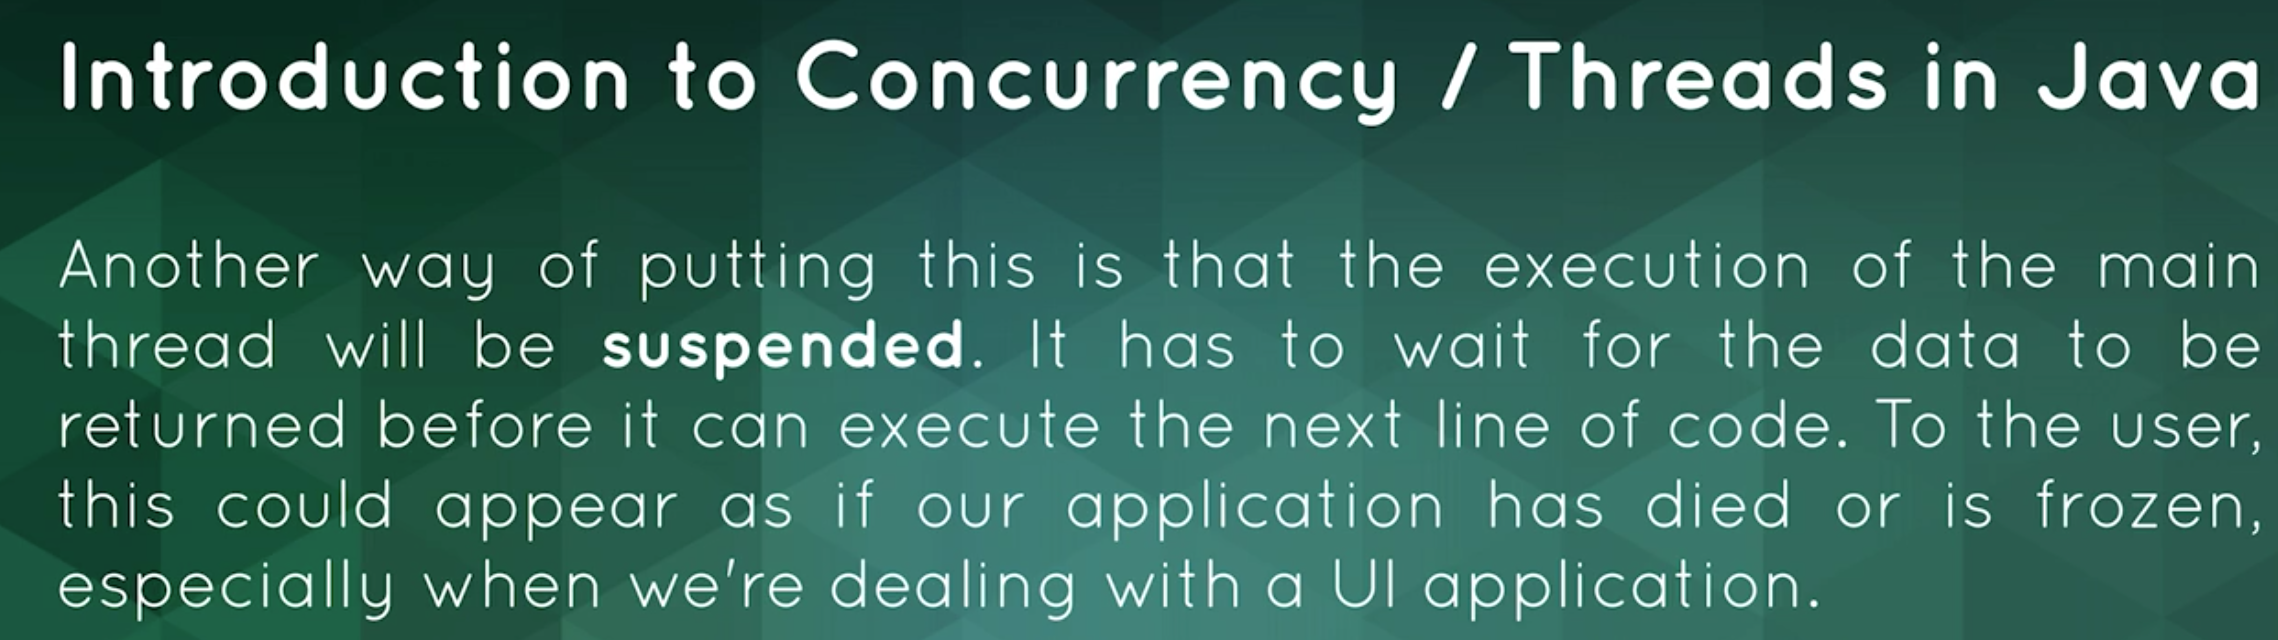 Introduction to Concurrency / Threads in Java
Another way of putting this is that the execution of the main
thread will be suspended. It has to wait for the data to be
returned before it can execute the next line of code. To the user,
this could appear as if our application has died or is frozen,
especially when we're dealing with a UI application.